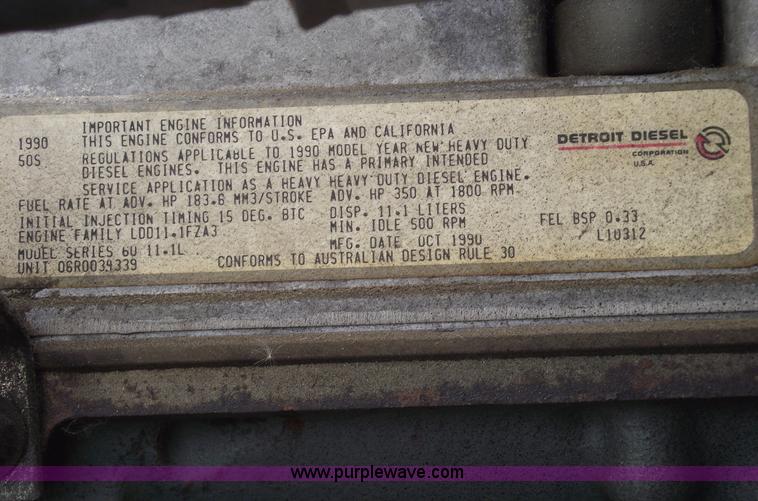 IMPORTANT ENGINE INFORMATION
1990 THIS ENGINE CONFORMS TO U.S. EPA AND CALIFORNIA
50S REGULATIONS APPLICABLE TO 1990 MODEL YEAR NEW HEAVY DUTY
DIESEL ENGINES. THIS ENGINE HAS A PRIMARY INTENDED
SERVICE APPLICATION AS A HEAVY HEAVY DUTY DIESEL ENGINE.
FUEL RATE AT ADV. HP 183.6 MM3/STROKE ADV. HP 350 AT 1800 RPM
INITIAL INJECTION TIMING 15 DEG. BTC DISP. 11.1 LITERS
ENGINE FAMILY LDD11.1FZA3 MIN. IDLE 500 RPM
MODEL SERIES 60 11.1L MFG. DATE OCT 1990
UNIT 06R0034339 CONFORMS TO AUSTRALIAN DESIGN RULE 30
DETROIT DIESEL
CORPORATION
U.S.A.
FEL BSP 0.33
L10312
www.purplewave.com